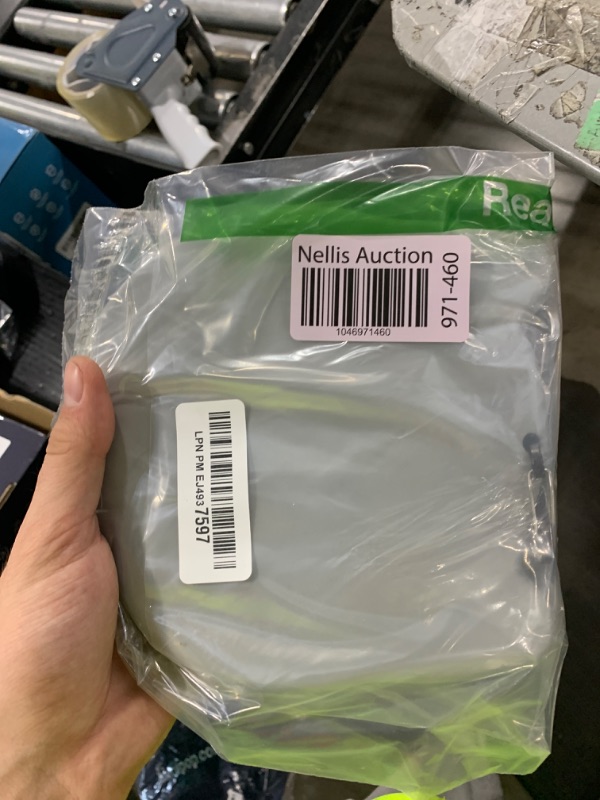 Rea
Nellis Auction
1046971460
971-460
LPN PM EJ493 7597